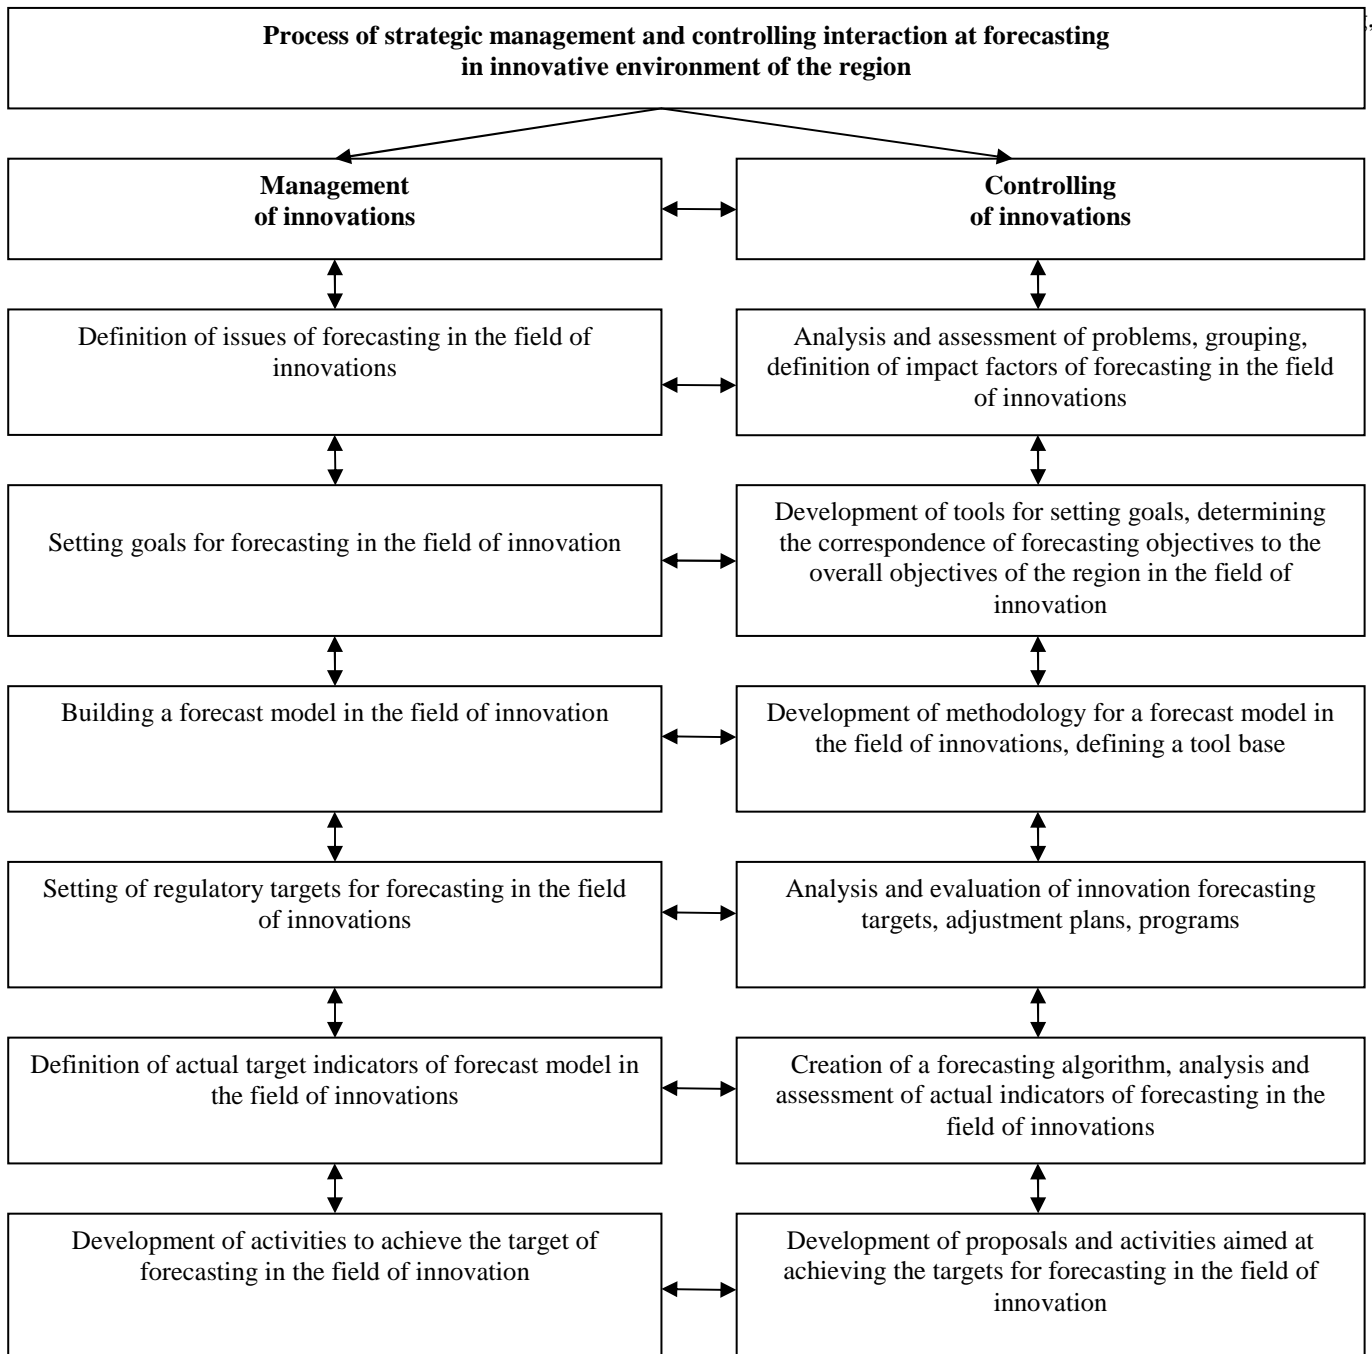 Process of strategic management and controlling interaction at forecasting
in innovative environment of the region
Management
of innovations
Controlling
of innovations
Definition of issues of forecasting in the field of
innovations
Analysis and assessment of problems, grouping,
definition of impact factors of forecasting in the field
of innovations
Setting goals for forecasting in the field of innovation
Development of tools for setting goals, determining
the correspondence of forecasting objectives to the
overall objectives of the region in the field of
innovation
Building a forecast model in the field of innovation
Development of methodology for a forecast model in
the field of innovations, defining a tool base
Setting of regulatory targets for forecasting in the field
of innovations
Analysis and evaluation of innovation forecasting
targets, adjustment plans, programs
Definition of actual target indicators of forecast model in
the field of innovations
Creation of a forecasting algorithm, analysis and
assessment of actual indicators of forecasting in the
field of innovations
Development of activities to achieve the target of
forecasting in the field of innovation
Development of proposals and activities aimed at
achieving the targets for forecasting in the field of
innovation